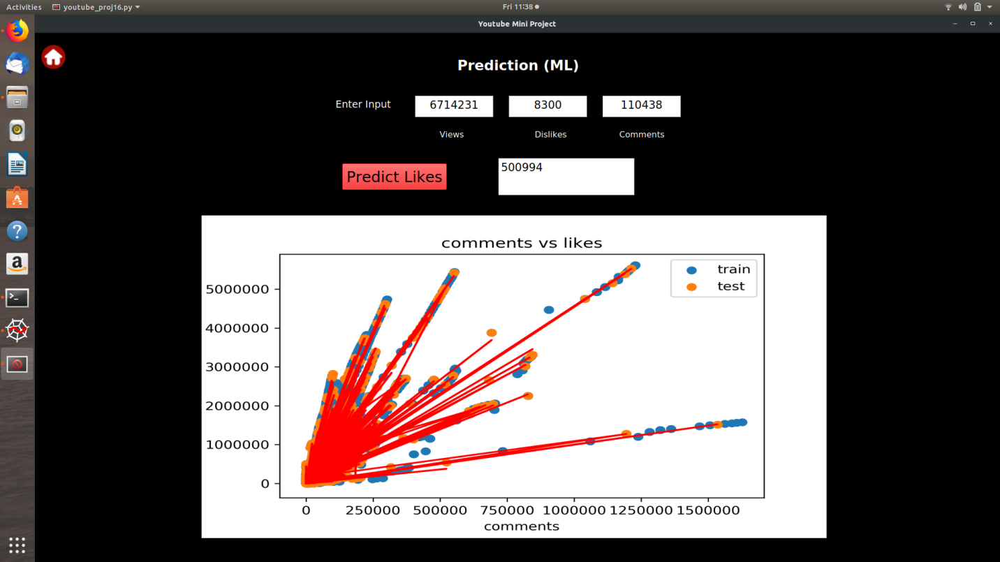 Activities youtube_proj16.py Fri 11:38
Youtube Mini Project
Prediction (ML)
Enter Input 6714231 8300 110438
Views Dislikes Comments
Predict Likes 500994
comments vs likes
train
test
5000000
4000000
3000000
2000000
1000000
0
0 250000 500000 750000 1000000 1250000 1500000
comments